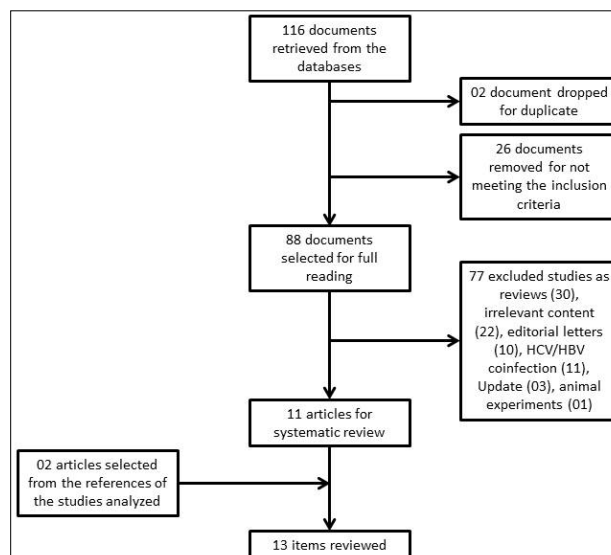 116 documents
retrieved from the
databases
02 document dropped
for duplicate
26 documents
removed for not
meeting the inclusion
criteria
88 documents
selected for full
reading
77 excluded studies as
reviews (30),
irrelevant content
(22), editorial letters
(10), HCV/HBV
coinfection (11),
Update (03), animal
experiments (01)
11 articles for
systematic review
02 articles selected
from the references of
the studies analyzed
13 items reviewed